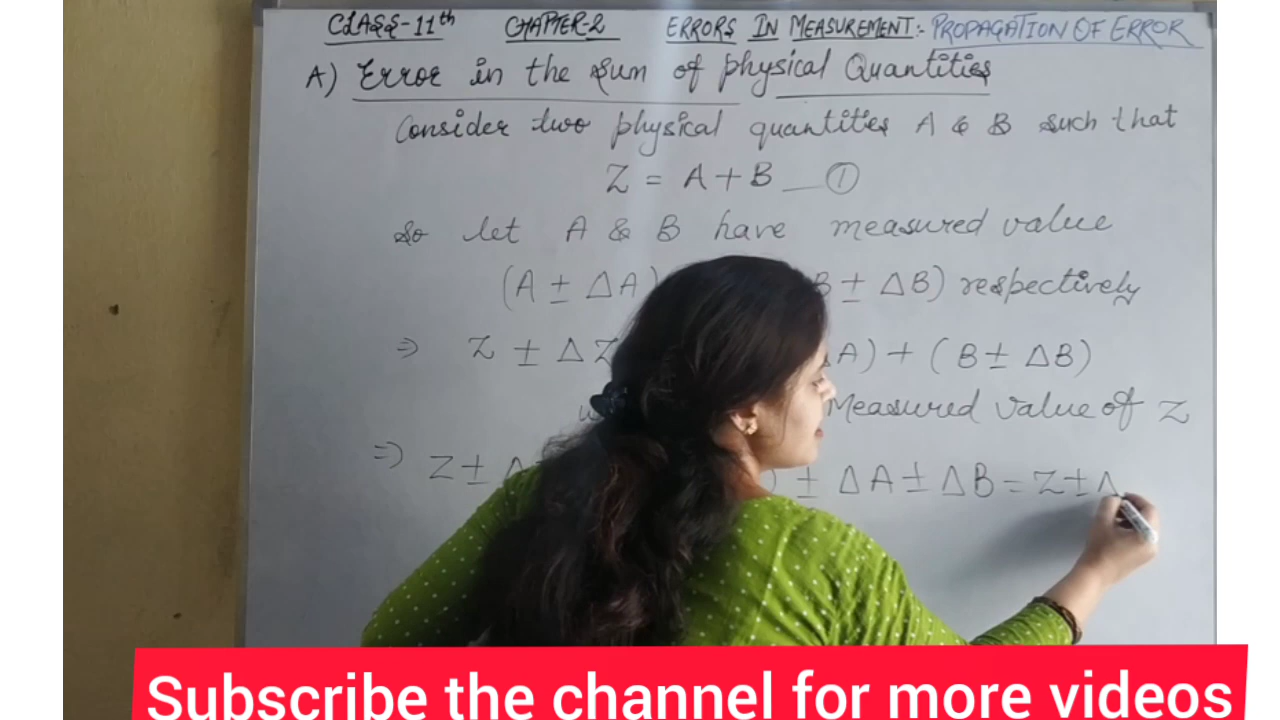 CLASS-11th CHAPTER-2 ERRORS IN MEASUREMENT:- PROPAGATION OF ERROR
A) Error in the sum of physical Quantities
Consider two physical quantities A & B such that
Z = A + B — ①
So let A & B have measured value
(A ± ΔA) B ± ΔB) respectively
⇒ Z ± ΔZ A) + (B ± ΔB)
Measured value of Z
⇒ Z ± Δ ) ± ΔA ± ΔB = Z ± Δ
Subscribe the channel for more videos